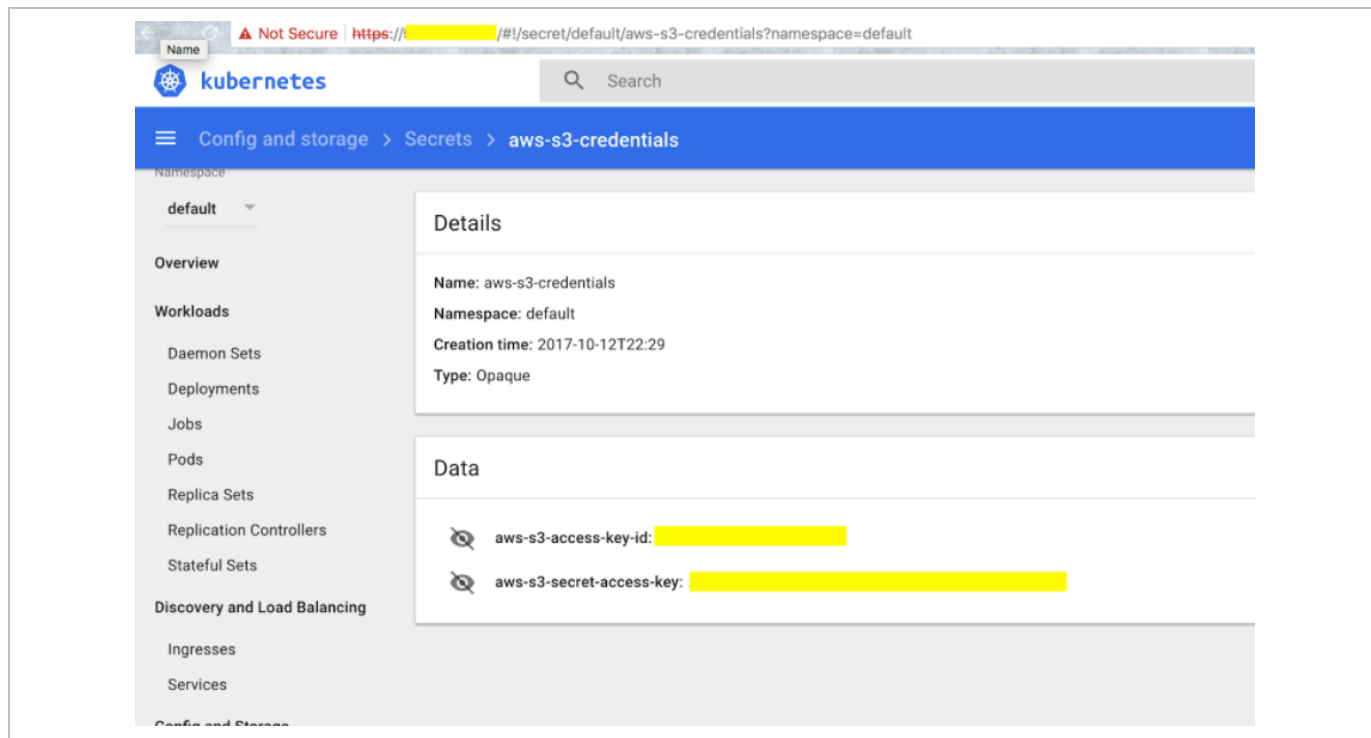 Not Secure https:// /#!/secret/default/aws-s3-credentials?namespace=default
Name
kubernetes
Search
Config and storage > Secrets > aws-s3-credentials
Namespace
default
Overview
Workloads
Daemon Sets
Deployments
Jobs
Pods
Replica Sets
Replication Controllers
Stateful Sets
Discovery and Load Balancing
Ingresses
Services
Config and Storage
Details
Name: aws-s3-credentials
Namespace: default
Creation time: 2017-10-12T22:29
Type: Opaque
Data
aws-s3-access-key-id:
aws-s3-secret-access-key: